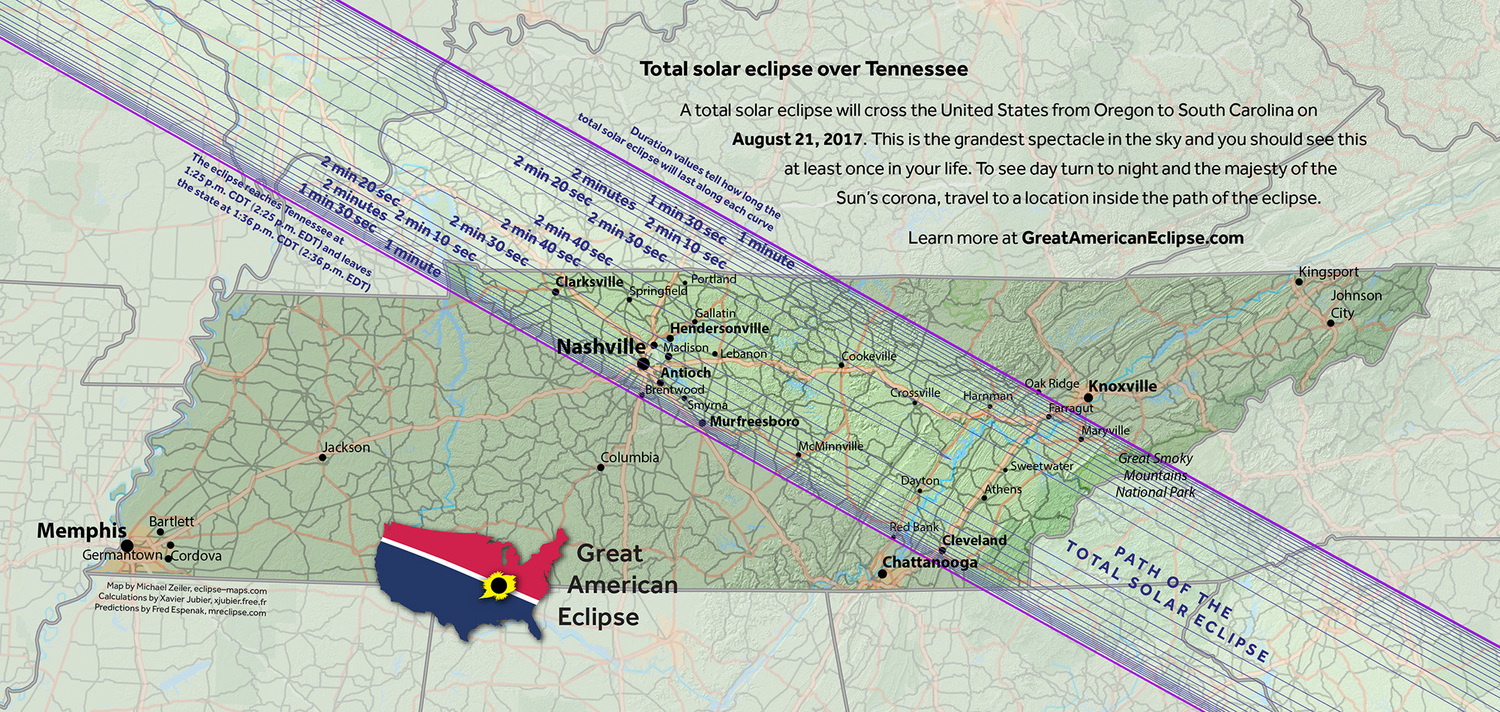 Total solar eclipse over Tennessee
A total solar eclipse will cross the United States from Oregon to South Carolina on
August 21, 2017. This is the grandest spectacle in the sky and you should see this
at least once in your life. To see day turn to night and the majesty of the
Sun's corona, travel to a location inside the path of the eclipse.
Learn more at GreatAmericanEclipse.com
Duration values tell how long the
total solar eclipse will last along each curve
The eclipse reaches Tennessee at
1:25 p.m. CDT (2:25 p.m. EDT) and leaves
the state at 1:36 p.m. CDT (2:36 p.m. EDT)
2 min 20 sec
2 minutes
1 min 30 sec
2 min 10 sec
1 minute
2 min 30 sec
2 min 40 sec
2 min 40 sec
2 min 20 sec
2 minutes
2 min 30 sec
1 min 30 sec
2 min 10 sec
1 minute
Clarksville
Springfield
Portland
Gallatin
Hendersonville
Nashville
Madison
Lebanon
Antioch
Brentwood
Smyrna
Murfreesboro
Cookeville
Crossville
Harriman
Oak Ridge
Knoxville
Farragut
Maryville
Kingsport
Johnson
City
McMinnville
Great Smoky
Mountains
National Park
Sweetwater
Athens
Dayton
Red Bank
Cleveland
Chattanooga
Columbia
Jackson
Memphis
Bartlett
Germantown
Cordova
Great
American
Eclipse
PATH OF THE
TOTAL SOLAR ECLIPSE
Map by Michael Zeiler, eclipse-maps.com
Calculations by Xavier Jubier, xjubier.free.fr
Predictions by Fred Espenak, mreclipse.com